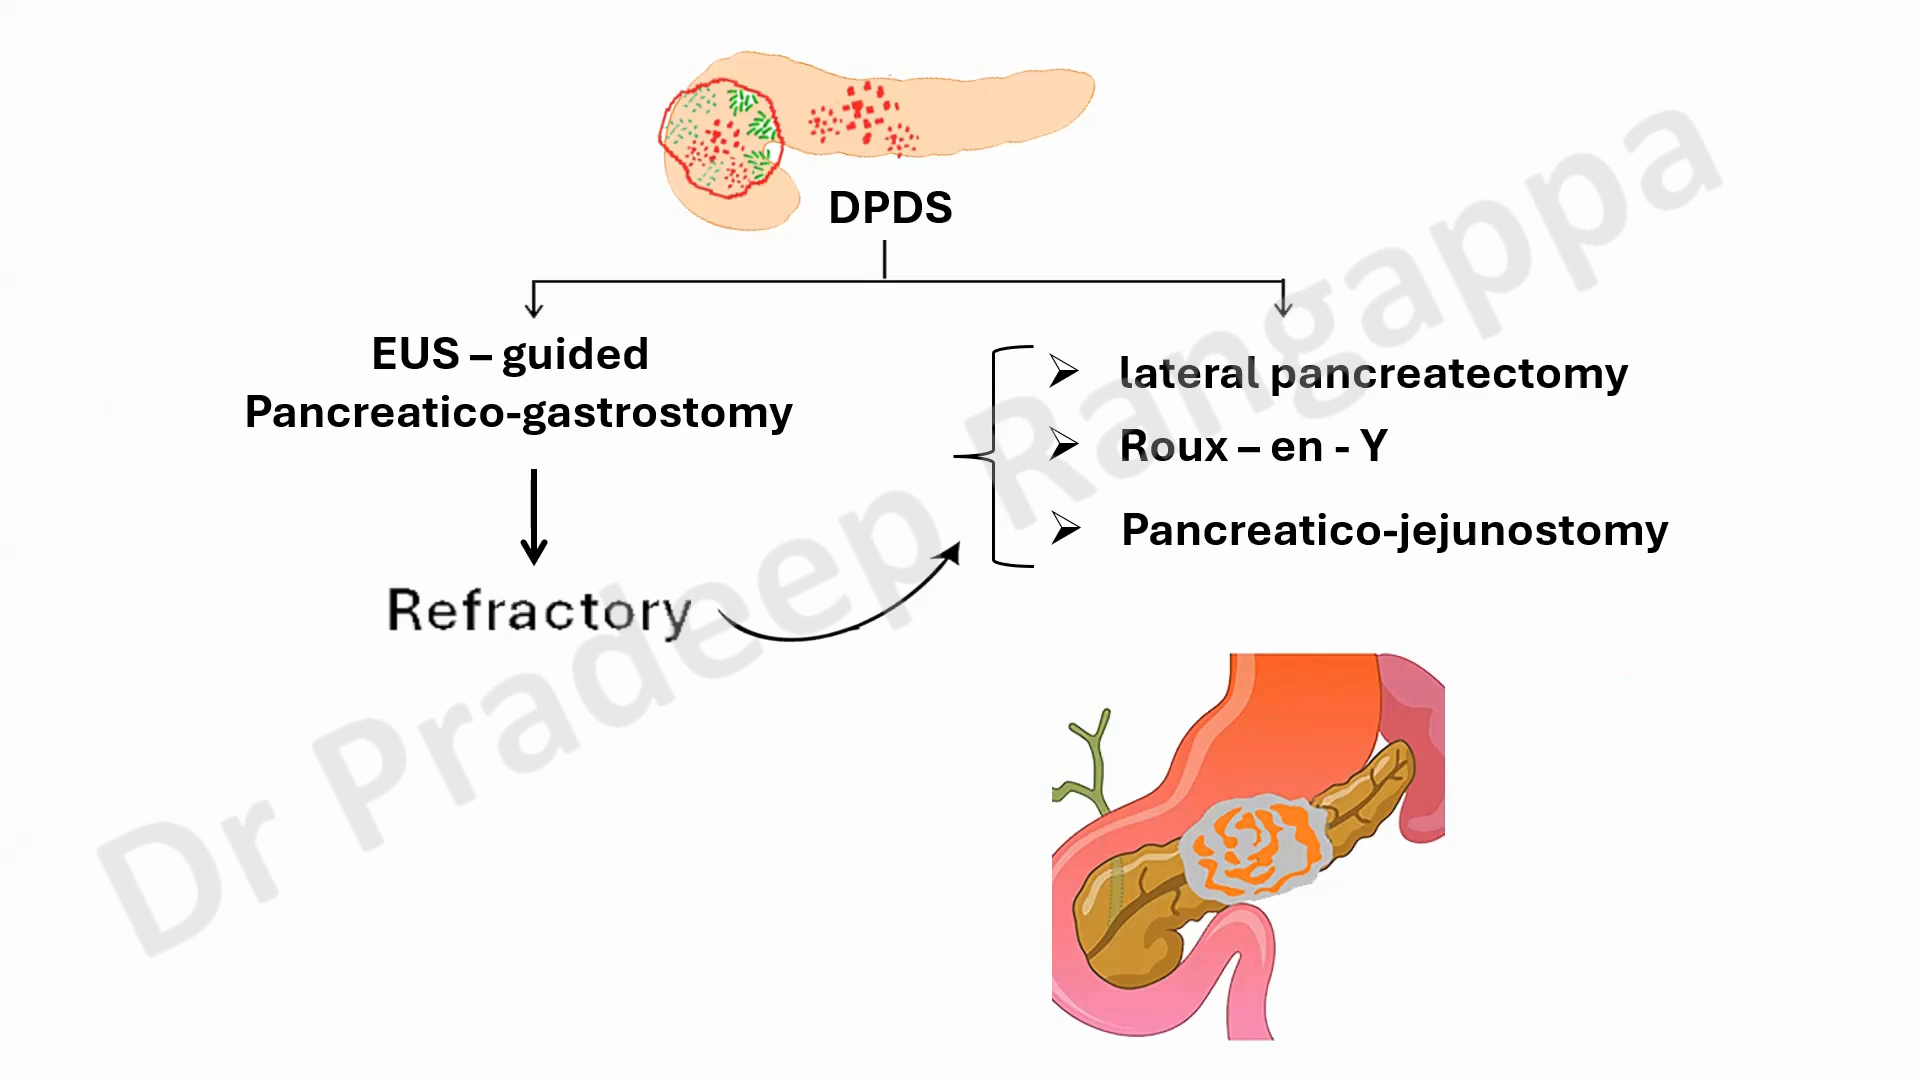 DPDS
EUS – guided
Pancreatico-gastrostomy
Refractory
lateral pancreatectomy
Roux – en - Y
Pancreatico-jejunostomy
Dr Pradeep Rangappa